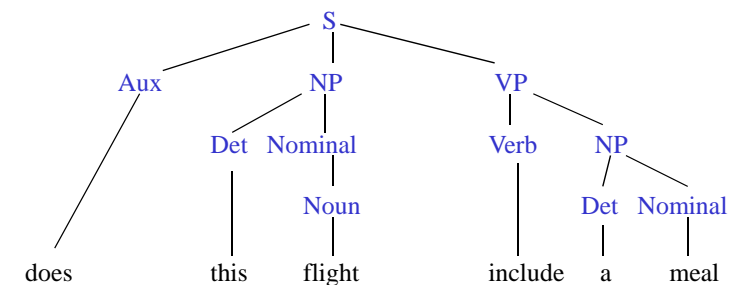 S
Aux NP VP
Det Nominal Verb NP
Noun Det Nominal
does this flight include a meal